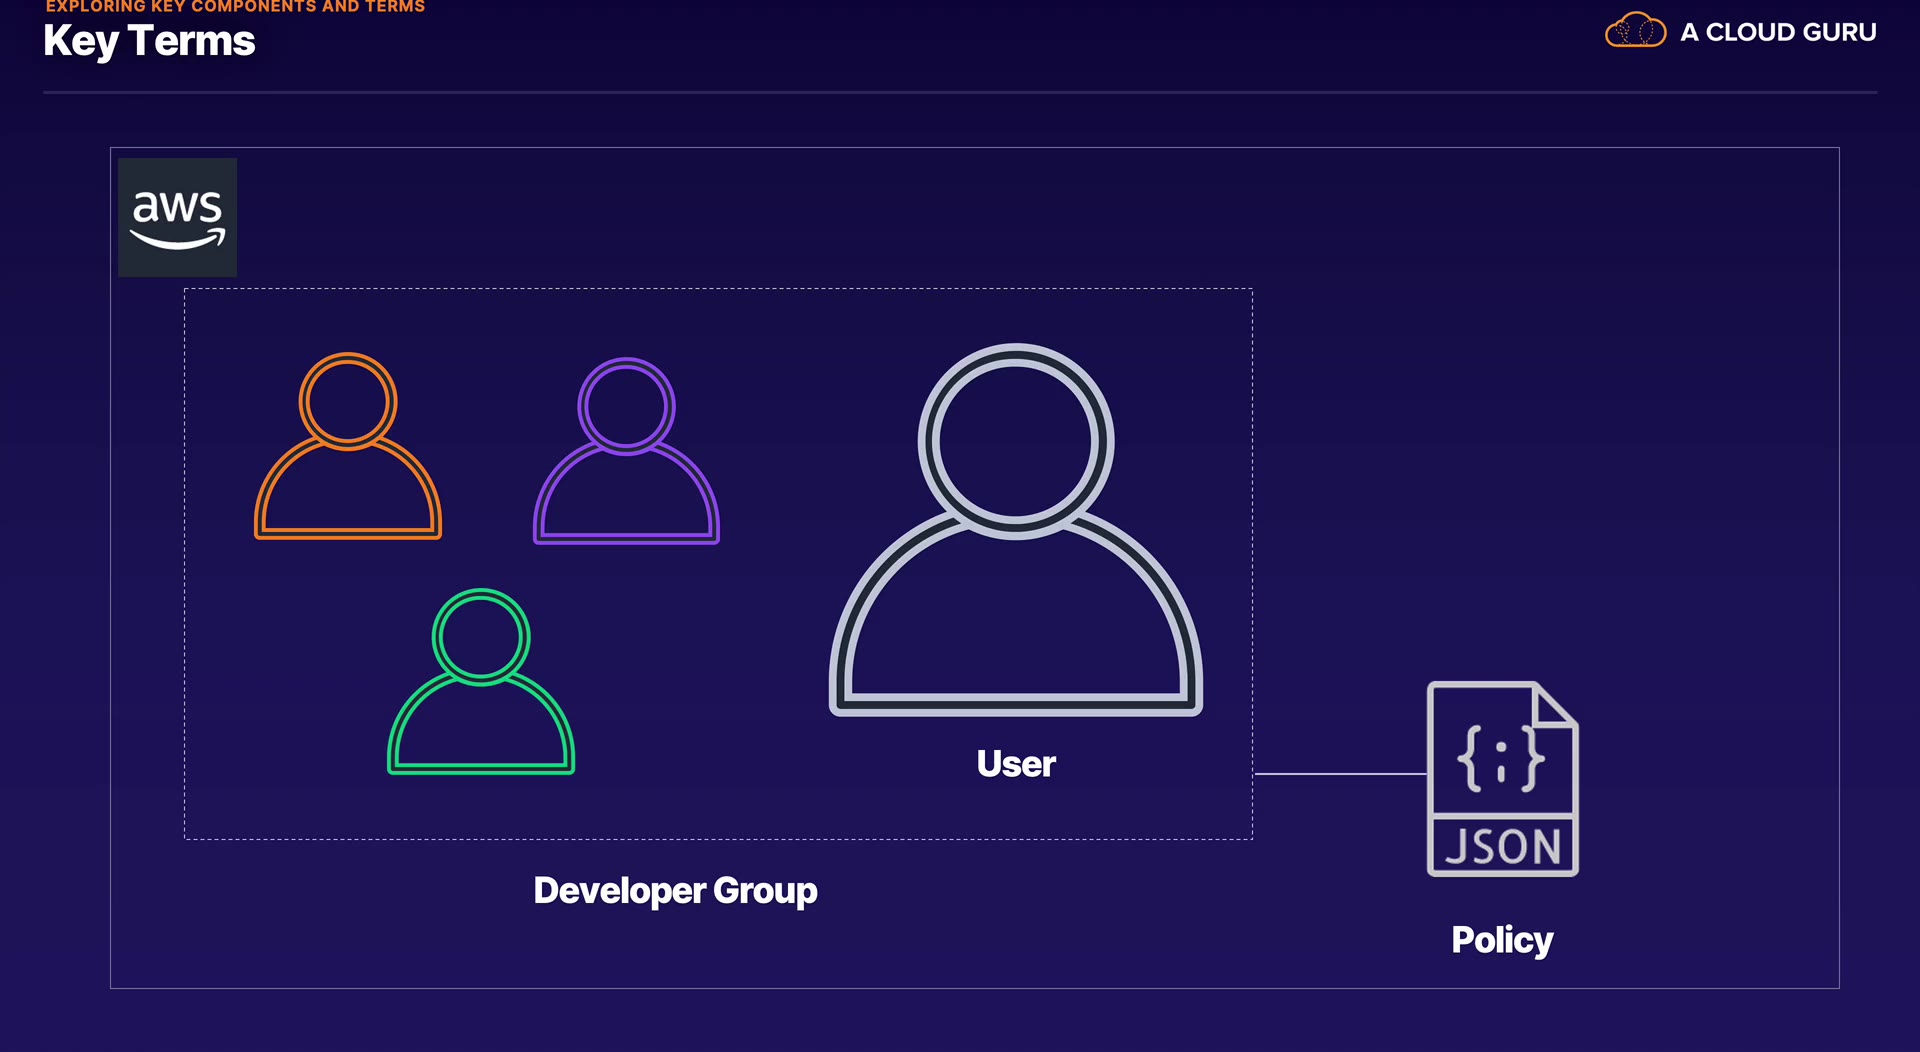 EXPLORING KEY COMPONENTS AND TERMS
Key Terms
A CLOUD GURU
aws
User
{;}
JSON
Developer Group
Policy